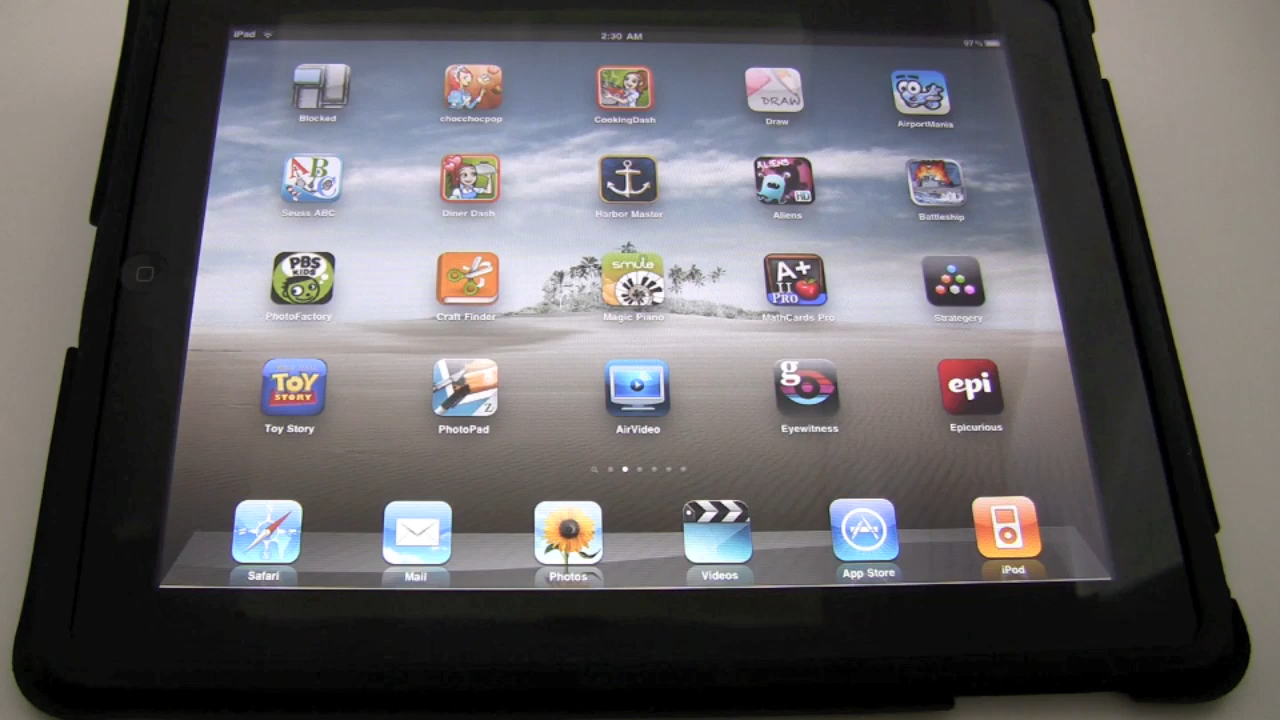 iPad 2:30 AM 97%
DRAW
Blocked chocchocpop CookingDash Draw AirportMania
ABC ALIENS HD
Seuss ABC Diner Dash Harbor Master Aliens Battleship
PBS KIDS smule A+ II Pro
PhotoFactory Craft Finder Magic Piano MathCards Pro Strategery
TOY STORY Z g epi
Toy Story PhotoPad AirVideo Eyewitness Epicurious
Safari Mail Photos Videos App Store iPod